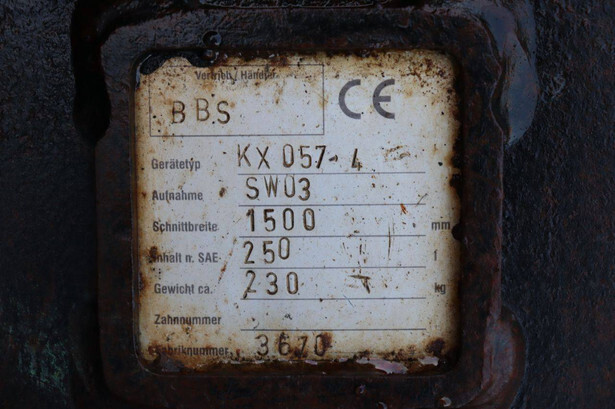 Vertrieb / Händler
BBS
CE
Gerätetyp KX 057-4
Aufnahme SW03
Schnittbreite 1500 mm
Inhalt n. SAE 250 l
Gewicht ca. 230 kg
Zahnnummer
Fabriknummer 3670